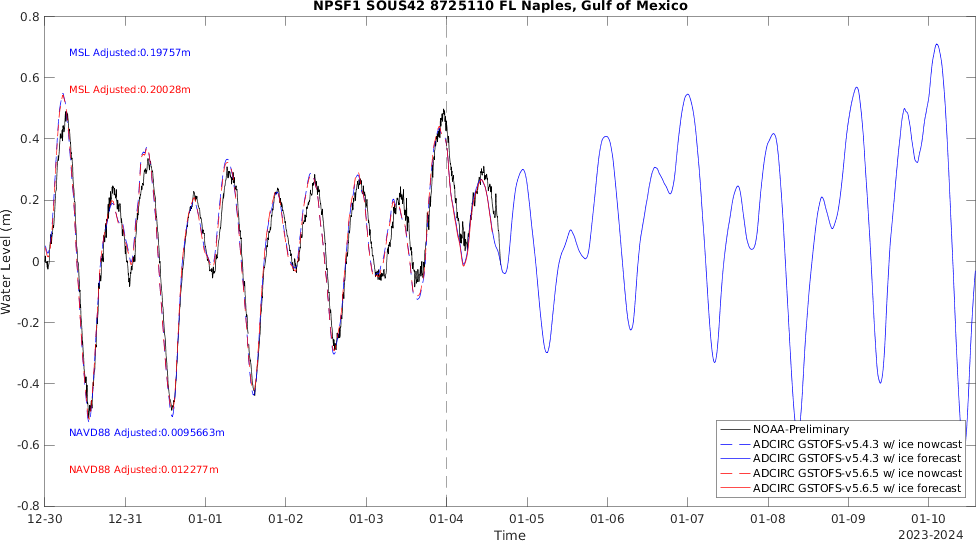 NPSF1 SOUS42 8725110 FL Naples, Gulf of Mexico
0.8
0.6
0.4
0.2
0
-0.2
-0.4
-0.6
-0.8
Water Level (m)
MSL Adjusted:0.19757m
MSL Adjusted:0.20028m
NAVD88 Adjusted:0.0095663m
NAVD88 Adjusted:0.012277m
NOAA-Preliminary
ADCIRC GSTOFS-v5.4.3 w/ ice nowcast
ADCIRC GSTOFS-v5.4.3 w/ ice forecast
ADCIRC GSTOFS-v5.6.5 w/ ice nowcast
ADCIRC GSTOFS-v5.6.5 w/ ice forecast
12-30 12-31 01-01 01-02 01-03 01-04 01-05 01-06 01-07 01-08 01-09 01-10
Time
2023-2024